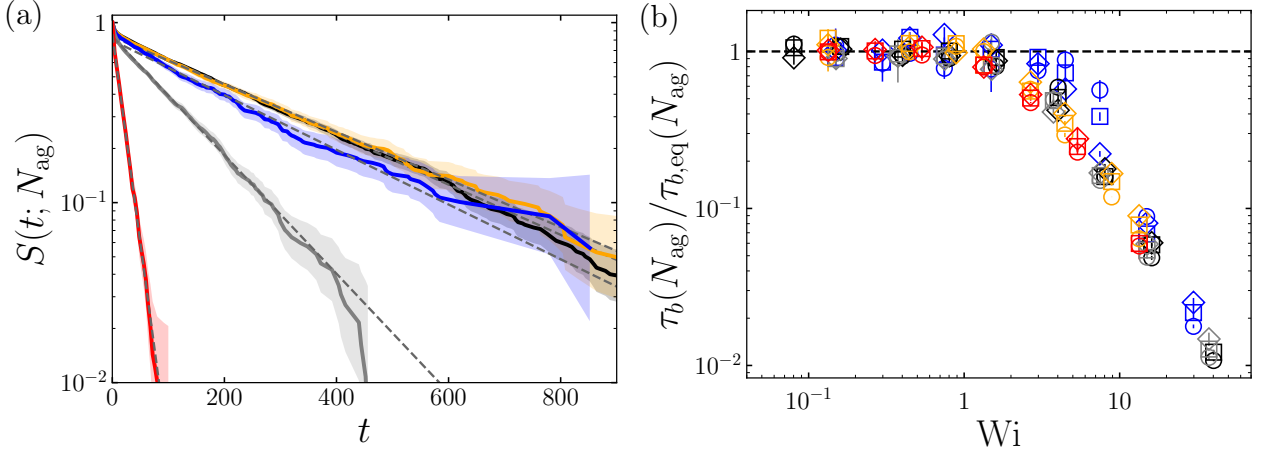 (a)
S(t; N_ag)
1
10^{-1}
10^{-2}
0 200 400 600 800
t
(b)
τ_b(N_ag)/τ_{b,eq}(N_ag)
1
10^{-1}
10^{-2}
10^{-1} 1 10
Wi